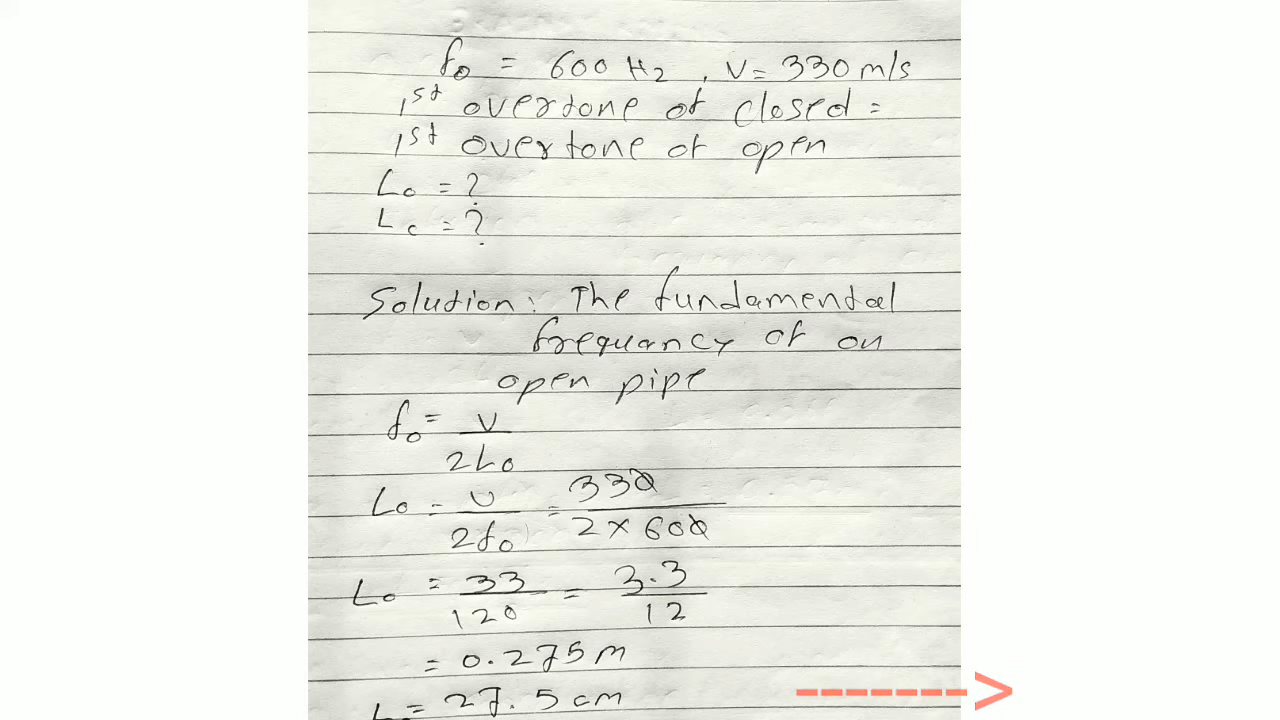 f₀ = 600 Hz, V = 330 m/s
1st overtone of closed =
1st overtone of open
L₀ = ?
Lc = ?
Solution: The fundamental
frequancy of on
open pipe
f₀ = V / 2L₀
L₀ = υ / 2f₀ = 330 / 2 × 600
L₀ = 33 / 120 = 3.3 / 12
= 0.275 m
L₀ = 27.5 cm